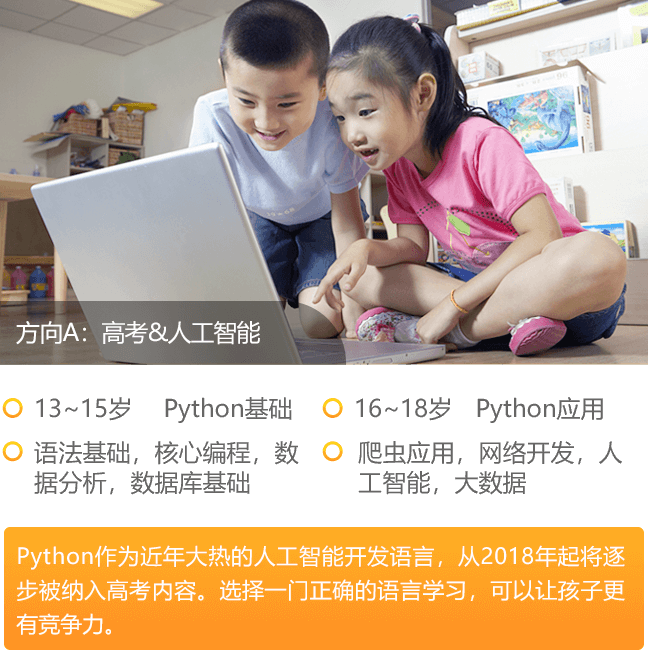 方向A：高考&人工智能
13~15岁 Python基础
16~18岁 Python应用
语法基础，核心编程，数
据分析，数据库基础
爬虫应用，网络开发，人
工智能，大数据
Python作为近年大热的人工智能开发语言，从2018年起将逐
步被纳入高考内容。选择一门正确的语言学习，可以让孩子更
有竞争力。